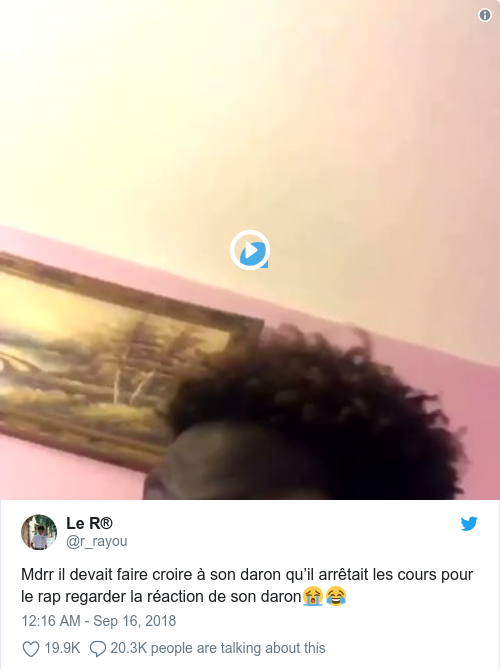 Le R®
@r_rayou
Mdrr il devait faire croire à son daron qu’il arrêtait les cours pour
le rap regarder la réaction de son daron😭😂
12:16 AM - Sep 16, 2018
19.9K 20.3K people are talking about this